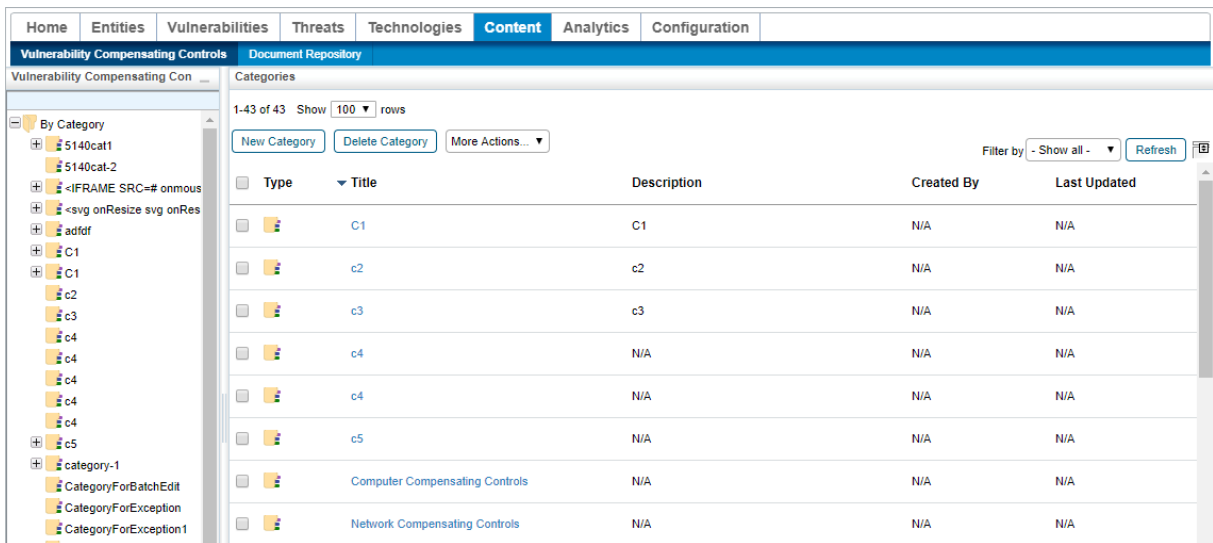 Home Entities Vulnerabilities Threats Technologies Content Analytics Configuration
Vulnerability Compensating Controls Document Repository
Vulnerability Compensating Con
By Category
5140cat1
5140cat-2
<IFRAME SRC=# onmous
<svg onResize svg onRes
adfdf
C1
C1
c2
c3
c4
c4
c4
c4
c4
c5
category-1
CategoryForBatchEdit
CategoryForException
CategoryForException1
Categories
1-43 of 43 Show 100 rows
New Category Delete Category More Actions...
Filter by - Show all - Refresh
Type Title Description Created By Last Updated
C1 C1 N/A N/A
c2 c2 N/A N/A
c3 c3 N/A N/A
c4 N/A N/A N/A
c4 N/A N/A N/A
c5 N/A N/A N/A
Computer Compensating Controls N/A N/A N/A
Network Compensating Controls N/A N/A N/A